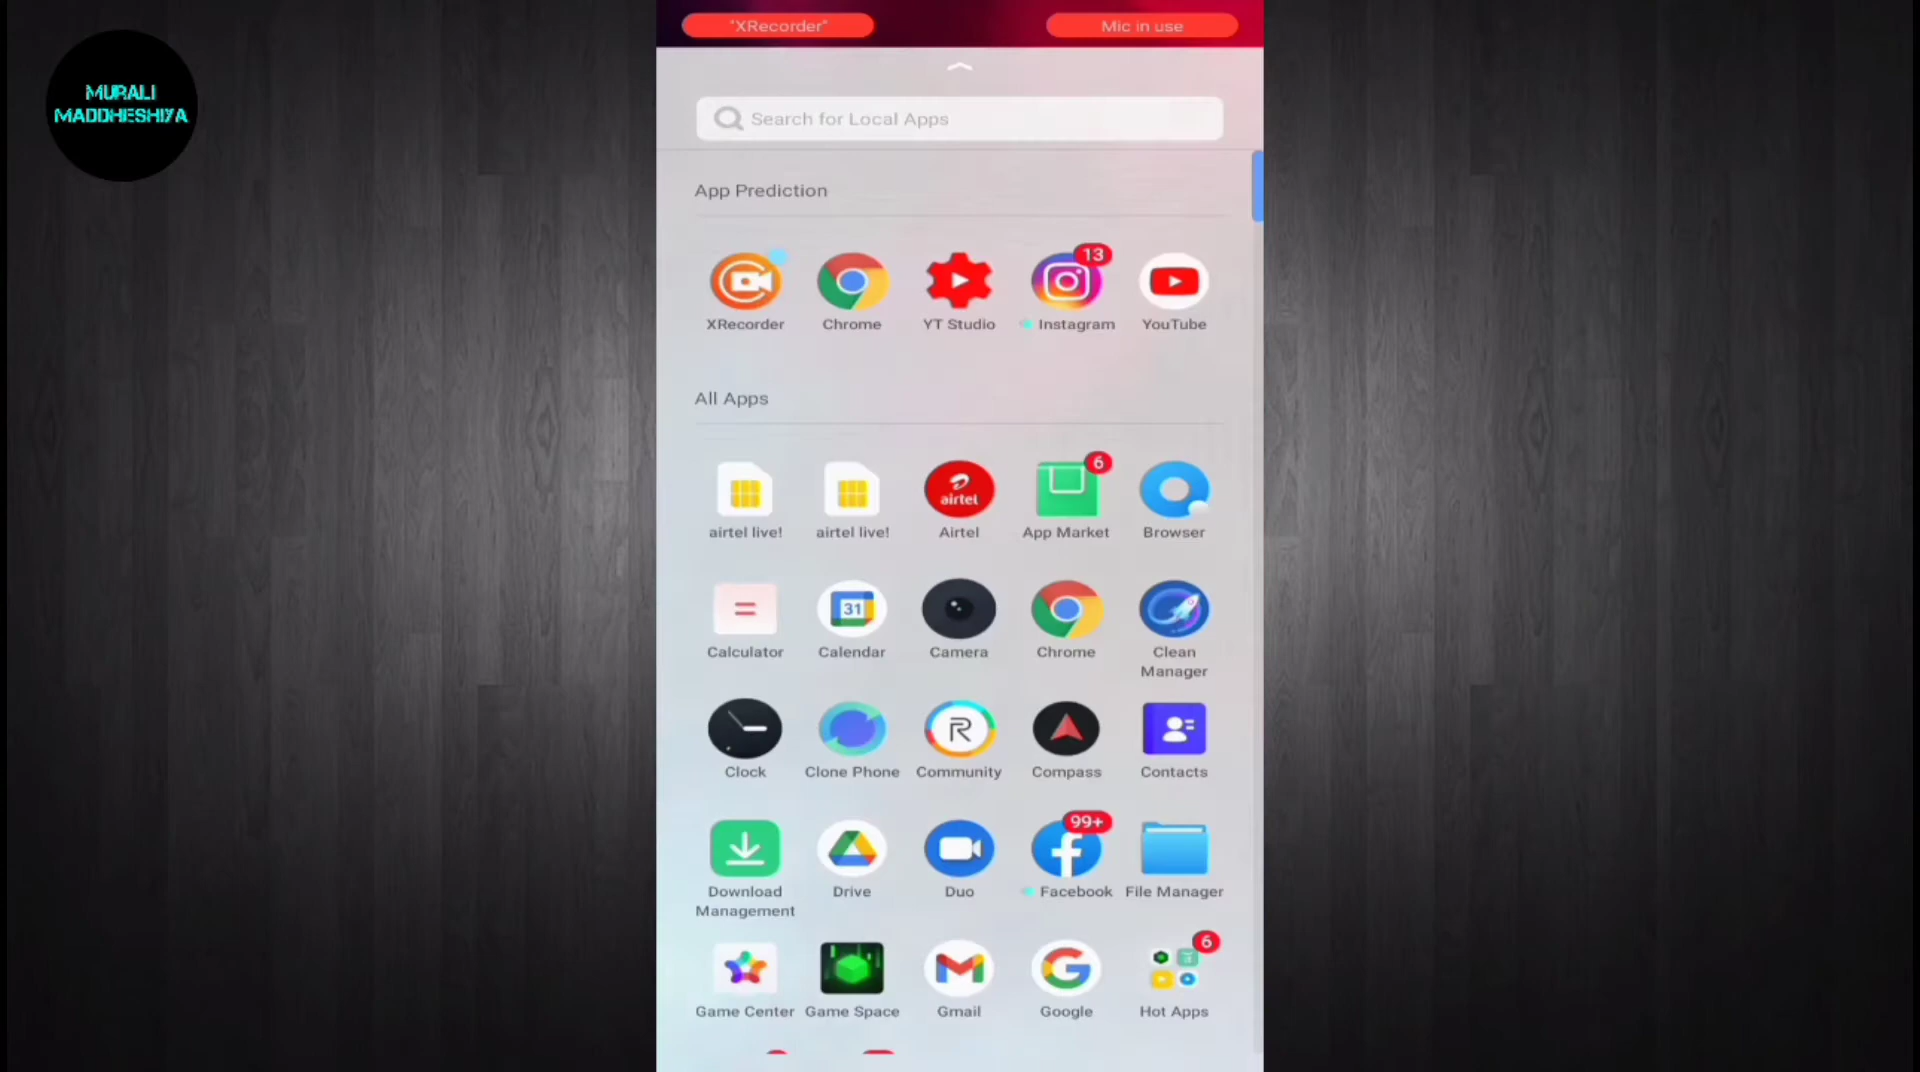 MURALI
MADDHESHIYA
"XRecorder"
Mic in use
Search for Local Apps
App Prediction
13
XRecorder
Chrome
YT Studio
Instagram
YouTube
All Apps
airtel
6
airtel live!
airtel live!
Airtel
App Market
Browser
31
Calculator
Calendar
Camera
Chrome
Clean
Manager
R
Clock
Clone Phone
Community
Compass
Contacts
99+
Download
Management
Drive
Duo
Facebook
File Manager
6
Game Center
Game Space
Gmail
Google
Hot Apps